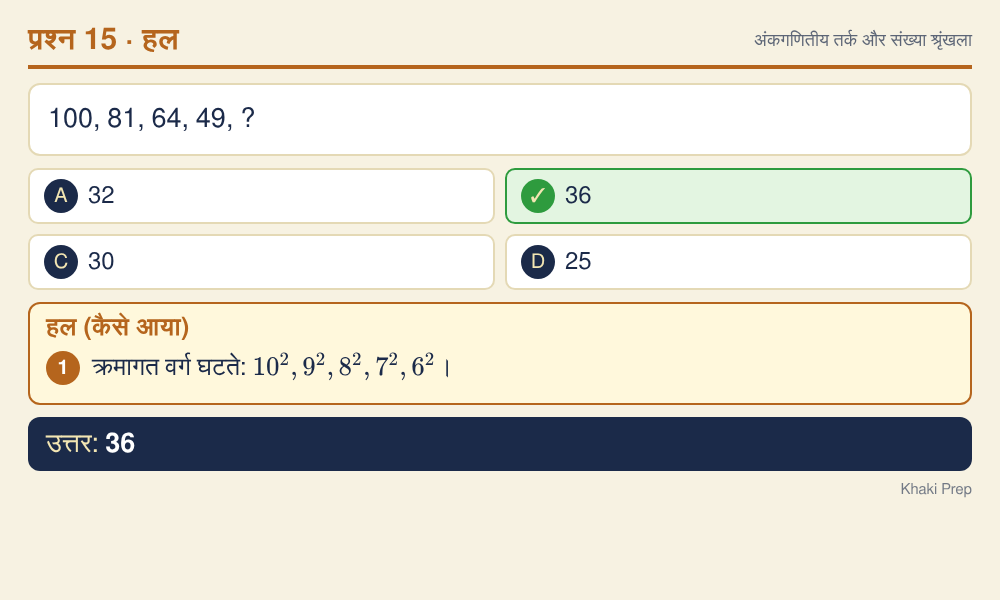 प्रश्न 15 · हल
अंकगणितीय तर्क और संख्या श्रृंखला
100, 81, 64, 49, ?
A 32
✓ 36
C 30
D 25
हल (कैसे आया)
1 क्रमागत वर्ग घटते: 10², 9², 8², 7², 6² ।
उत्तर: 36
Khaki Prep